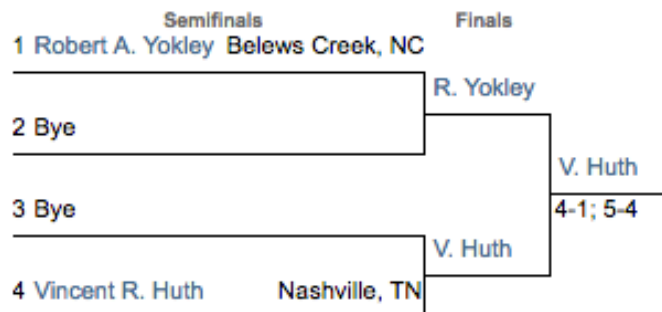 Semifinals Finals
1 Robert A. Yokley Belews Creek, NC
R. Yokley
2 Bye
V. Huth
3 Bye
4-1; 5-4
V. Huth
4 Vincent R. Huth Nashville, TN